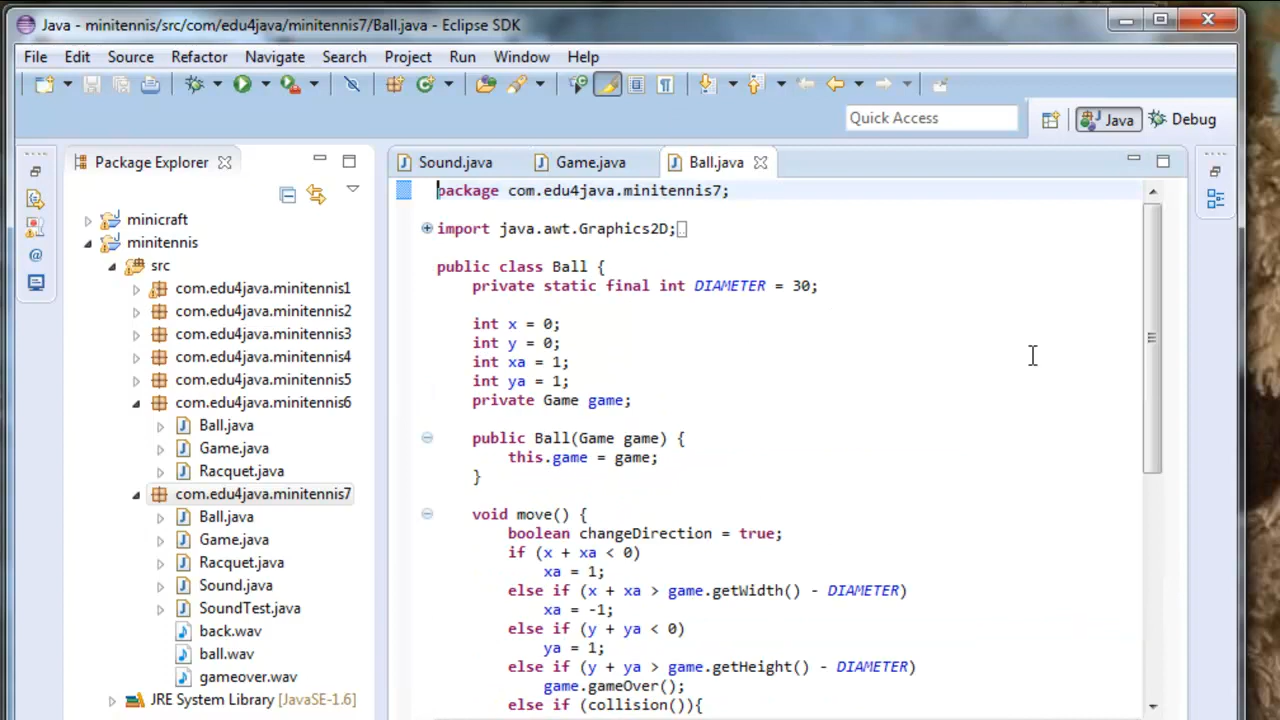 Java - minitennis/src/com/edu4java/minitennis7/Ball.java - Eclipse SDK
File Edit Source Refactor Navigate Search Project Run Window Help
Quick Access
Java
Debug
Package Explorer
minicraft
minitennis
src
com.edu4java.minitennis1
com.edu4java.minitennis2
com.edu4java.minitennis3
com.edu4java.minitennis4
com.edu4java.minitennis5
com.edu4java.minitennis6
Ball.java
Game.java
Racquet.java
com.edu4java.minitennis7
Ball.java
Game.java
Racquet.java
Sound.java
SoundTest.java
back.wav
ball.wav
gameover.wav
JRE System Library [JavaSE-1.6]
Sound.java Game.java Ball.java
package com.edu4java.minitennis7;
import java.awt.Graphics2D;
public class Ball {
private static final int DIAMETER = 30;
int x = 0;
int y = 0;
int xa = 1;
int ya = 1;
private Game game;
public Ball(Game game) {
this.game = game;
}
void move() {
boolean changeDirection = true;
if (x + xa < 0)
xa = 1;
else if (x + xa > game.getWidth() - DIAMETER)
xa = -1;
else if (y + ya < 0)
ya = 1;
else if (y + ya > game.getHeight() - DIAMETER)
game.gameOver();
else if (collision()){